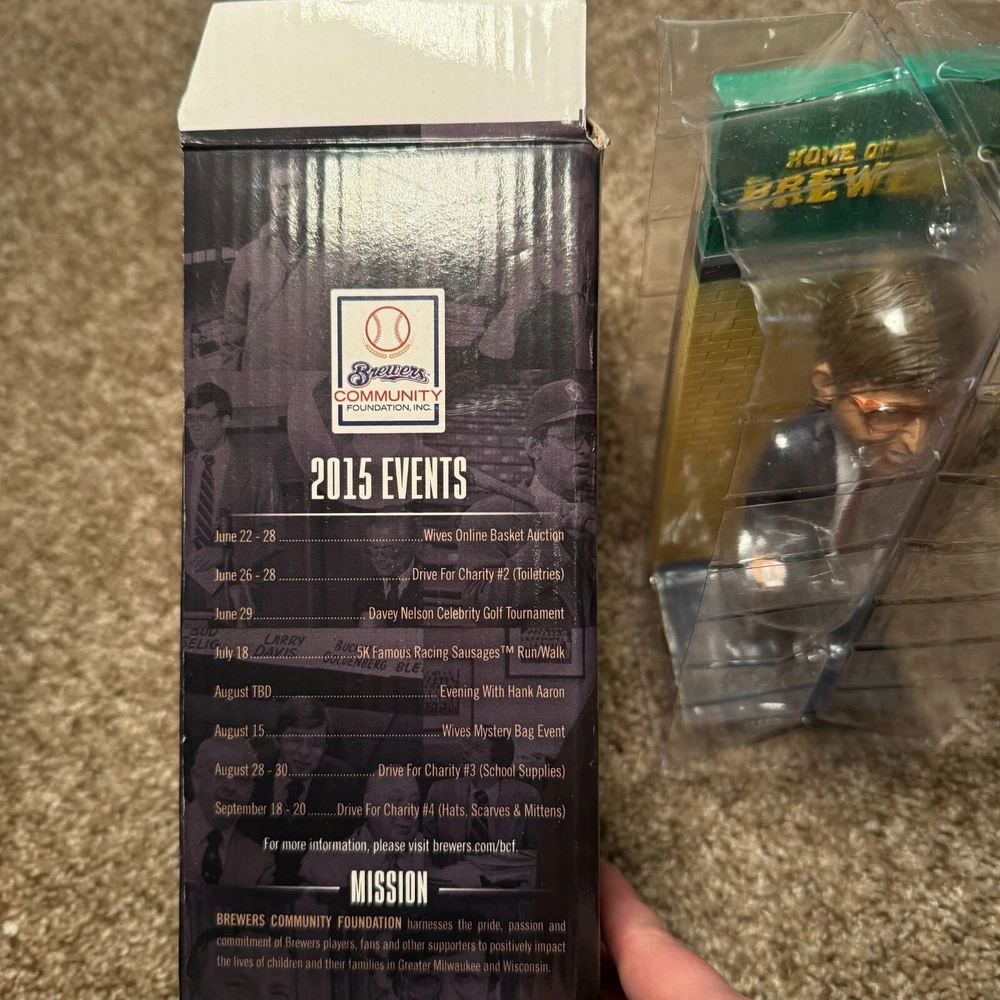 Brewers
COMMUNITY
FOUNDATION, INC.
2015 EVENTS
June 22 - 28 ........ Wives Online Basket Auction
June 26 - 28 ........ Drive For Charity #2 (Toiletries)
June 29 ........ Davey Nelson Celebrity Golf Tournament
July 18 ........ 5K Famous Racing Sausages™ Run/Walk
August TBD ........ Evening With Hank Aaron
August 15 ........ Wives Mystery Bag Event
August 28 - 30 ........ Drive For Charity #3 (School Supplies)
September 18 - 20 ........ Drive For Charity #4 (Hats, Scarves & Mittens)
For more information, please visit brewers.com/bcf.
MISSION
BREWERS COMMUNITY FOUNDATION harnesses the pride, passion and
commitment of Brewers players, fans and other supporters to positively impact
the lives of children and their families in Greater Milwaukee and Wisconsin.
BUD
SELIG
LARRY
DAVIS
HOME OF
BREW